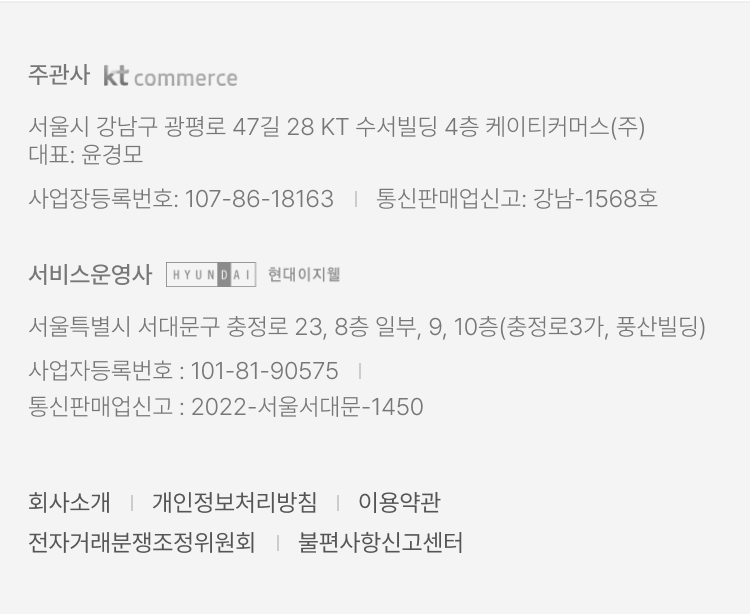 주관사 kt commerce
서울시 강남구 광평로 47길 28 KT 수서빌딩 4층 케이티커머스(주)
대표: 윤경모
사업장등록번호: 107-86-18163 | 통신판매업신고: 강남-1568호
서비스운영사 HYUNDAI 현대이지웰
서울특별시 서대문구 충정로 23, 8층 일부, 9, 10층(충정로3가, 풍산빌딩)
사업자등록번호 : 101-81-90575 |
통신판매업신고 : 2022-서울서대문-1450
회사소개 | 개인정보처리방침 | 이용약관
전자거래분쟁조정위원회 | 불편사항신고센터